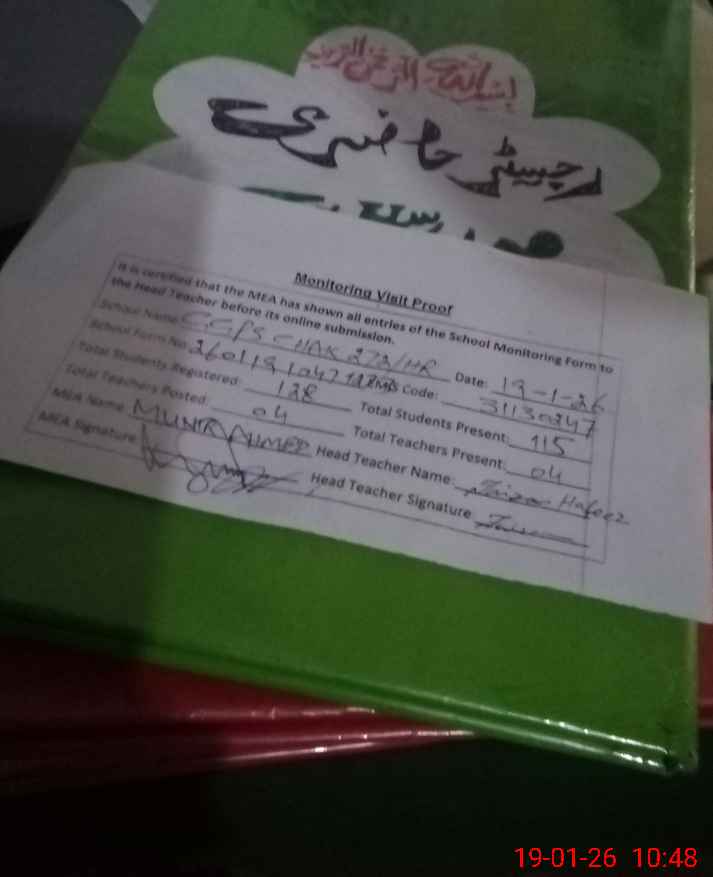 بسم اللہ الرحمن الرحیم
رجسٹر حاضری
مدرسہ
Monitoring Visit Proof
It is certified that the MEA has shown all entries of the School Monitoring Form to
the Head Teacher before its online submission.
School Name: GGPS CHAK 272/HR Date: 19-1-26
School Form No. EMIS Code: 31130247
Total Students Registered: 128 Total Students Present: 115
Total Teachers Posted: 04 Total Teachers Present: 04
MEA Name: MUNIR AHMED Head Teacher Name: Hafeez
MEA Signature: Head Teacher Signature
19-01-26 10:48